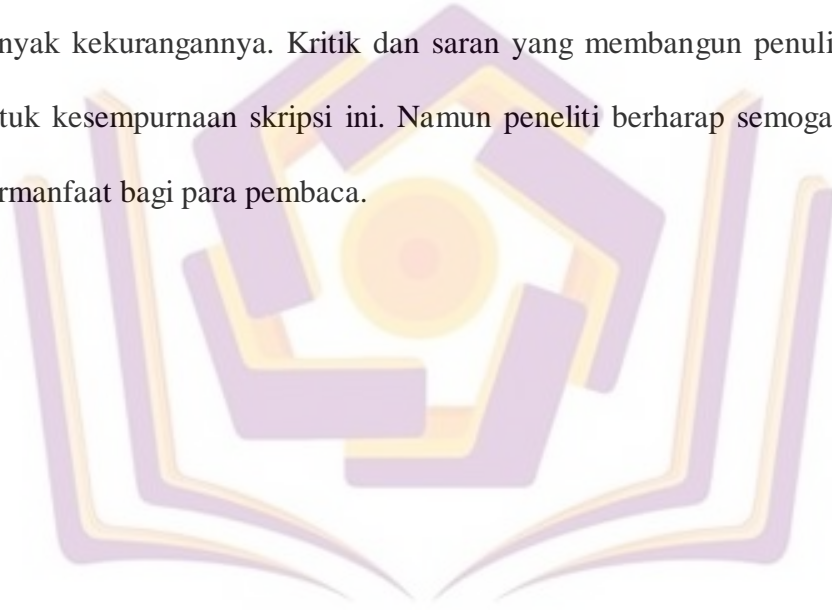 nyak kekurangannya. Kritik dan saran yang membangun penuli
tuk kesempurnaan skripsi ini. Namun peneliti berharap semoga
rmanfaat bagi para pembaca.